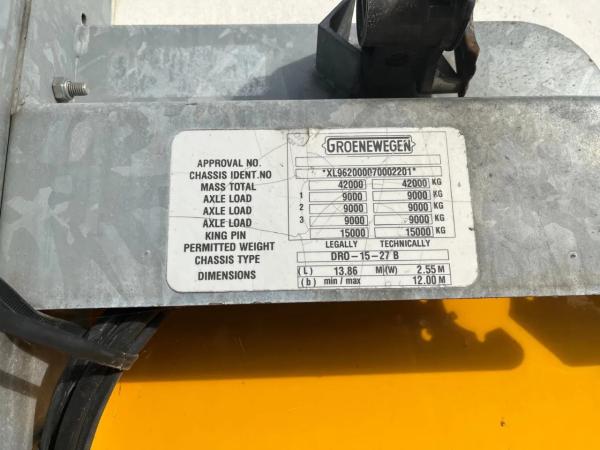 GROENEWEGEN
APPROVAL NO.
CHASSIS IDENT.NO *XL962000070002201*
MASS TOTAL 42000 42000 KG
AXLE LOAD 1 9000 9000 KG
AXLE LOAD 2 9000 9000 KG
AXLE LOAD 3 9000 9000 KG
KING PIN 15000 15000 KG
PERMITTED WEIGHT LEGALLY TECHNICALLY
CHASSIS TYPE DRO-15-27 B
DIMENSIONS (L) 13.86 M (W) 2.55 M
(b) min / max 12.00 M